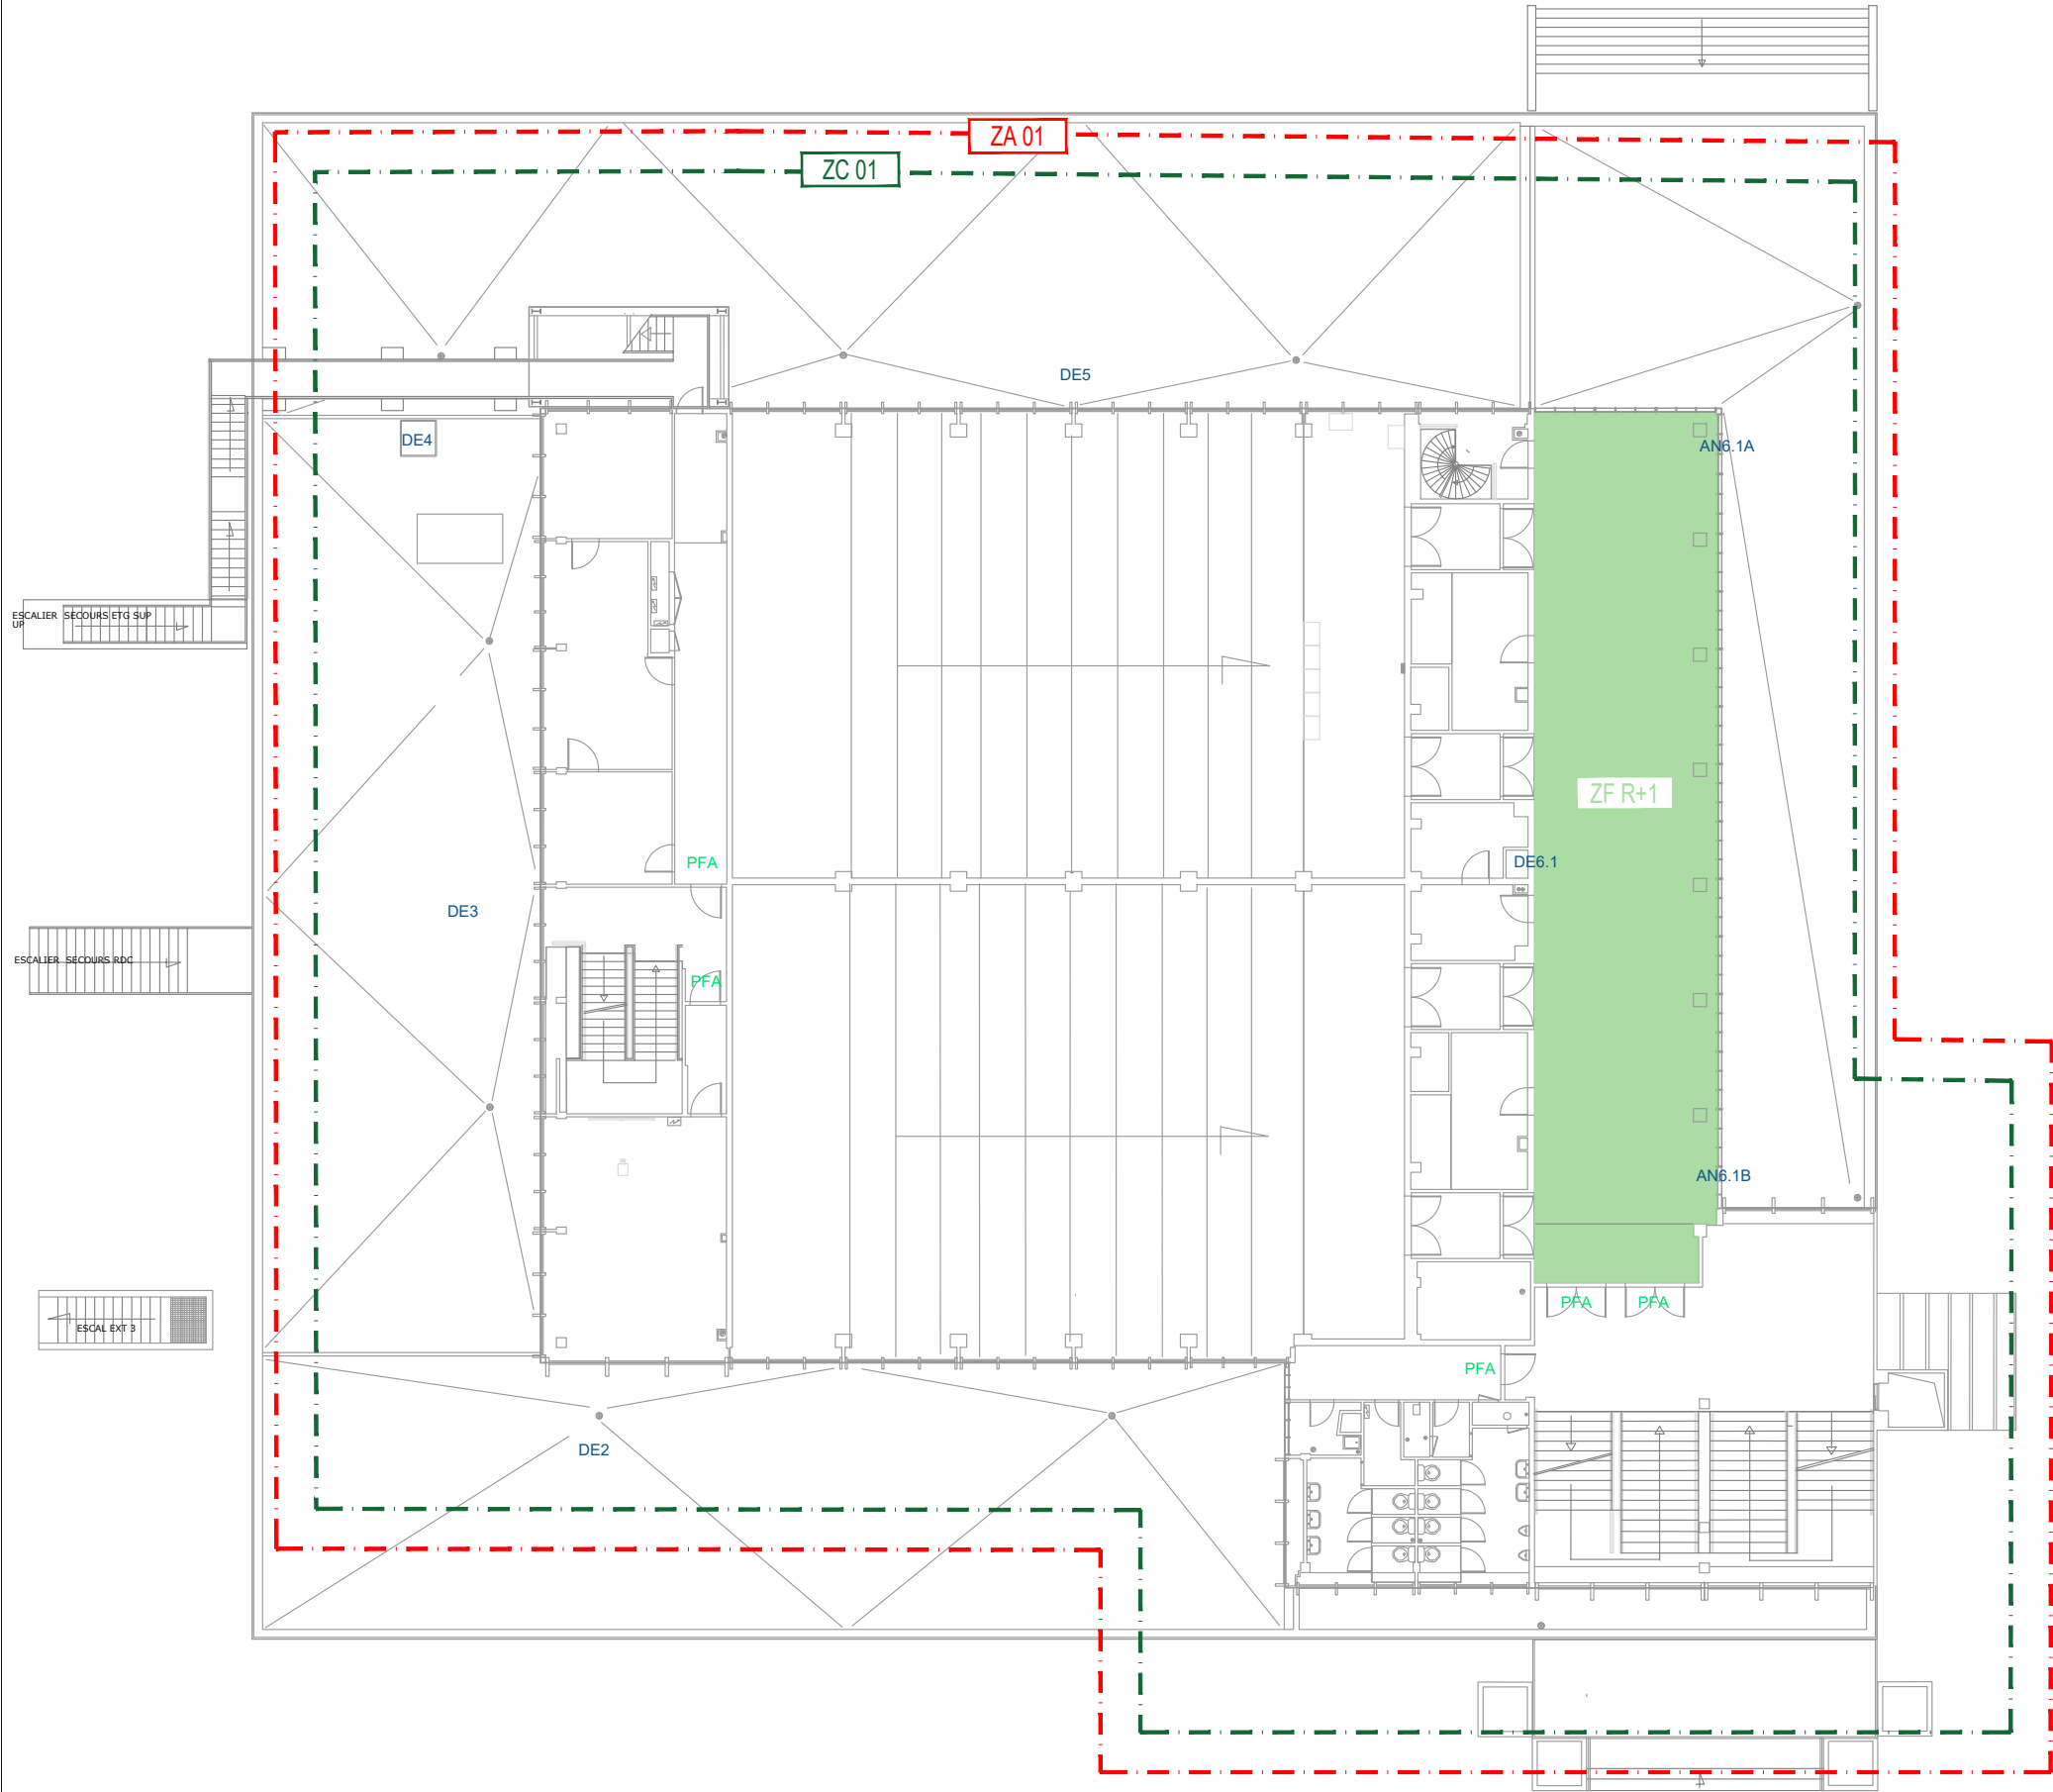 ZA 01
ZC 01
DE5
DE4
AN6.1A
ESCALIER SECOURS ETG SUP
UP
ZF R+1
PFA
DE6.1
DE3
ESCALIER SECOURS RDC
PFA
AN6.1B
PFA
PFA
ESCAL EXT 3
PFA
DE2